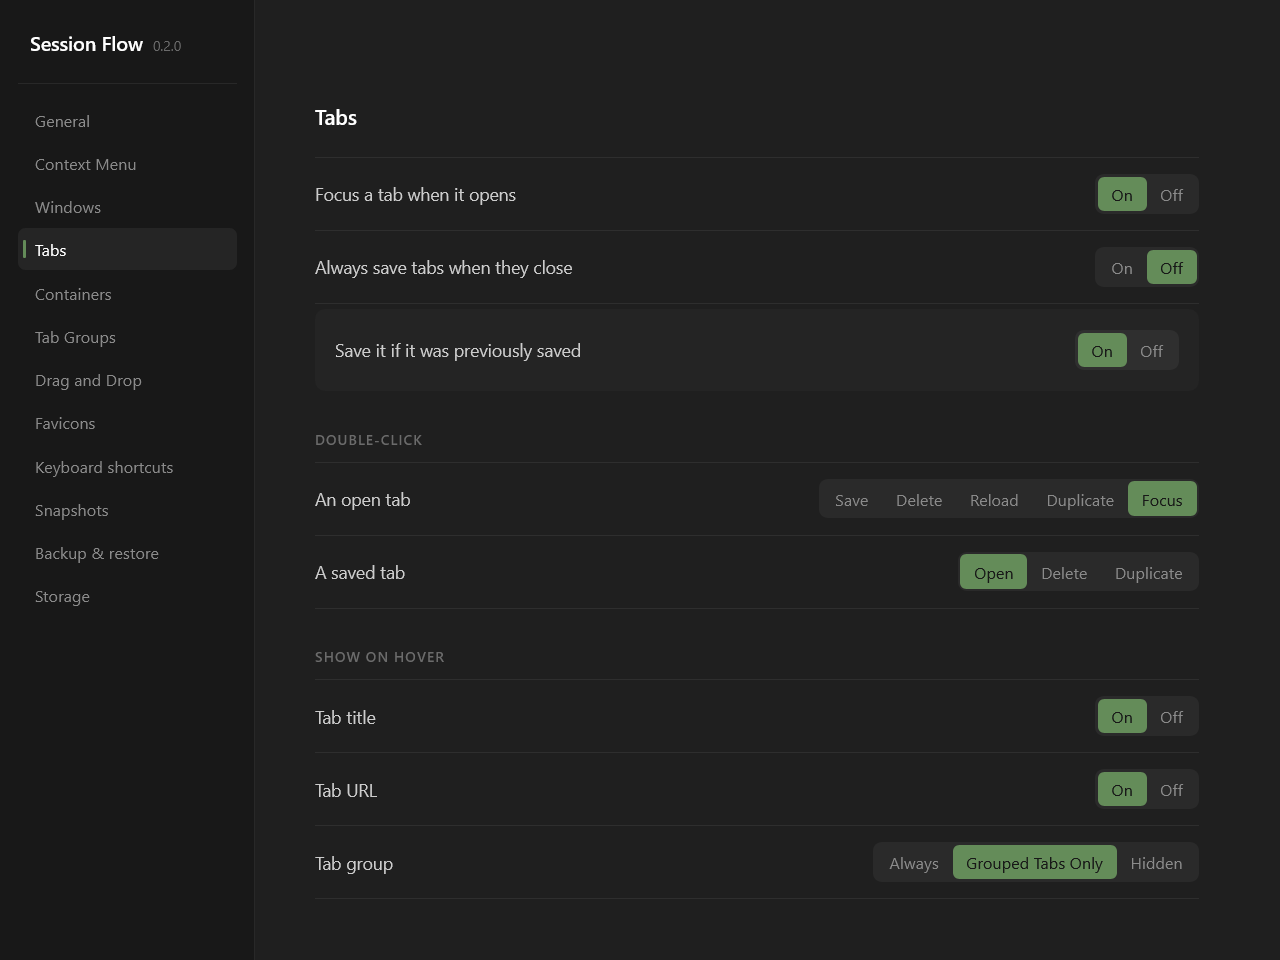 Session Flow 0.2.0
General
Context Menu
Windows
Tabs
Containers
Tab Groups
Drag and Drop
Favicons
Keyboard shortcuts
Snapshots
Backup & restore
Storage
Tabs
Focus a tab when it opens On Off
Always save tabs when they close On Off
Save it if it was previously saved On Off
DOUBLE-CLICK
An open tab Save Delete Reload Duplicate Focus
A saved tab Open Delete Duplicate
SHOW ON HOVER
Tab title On Off
Tab URL On Off
Tab group Always Grouped Tabs Only Hidden